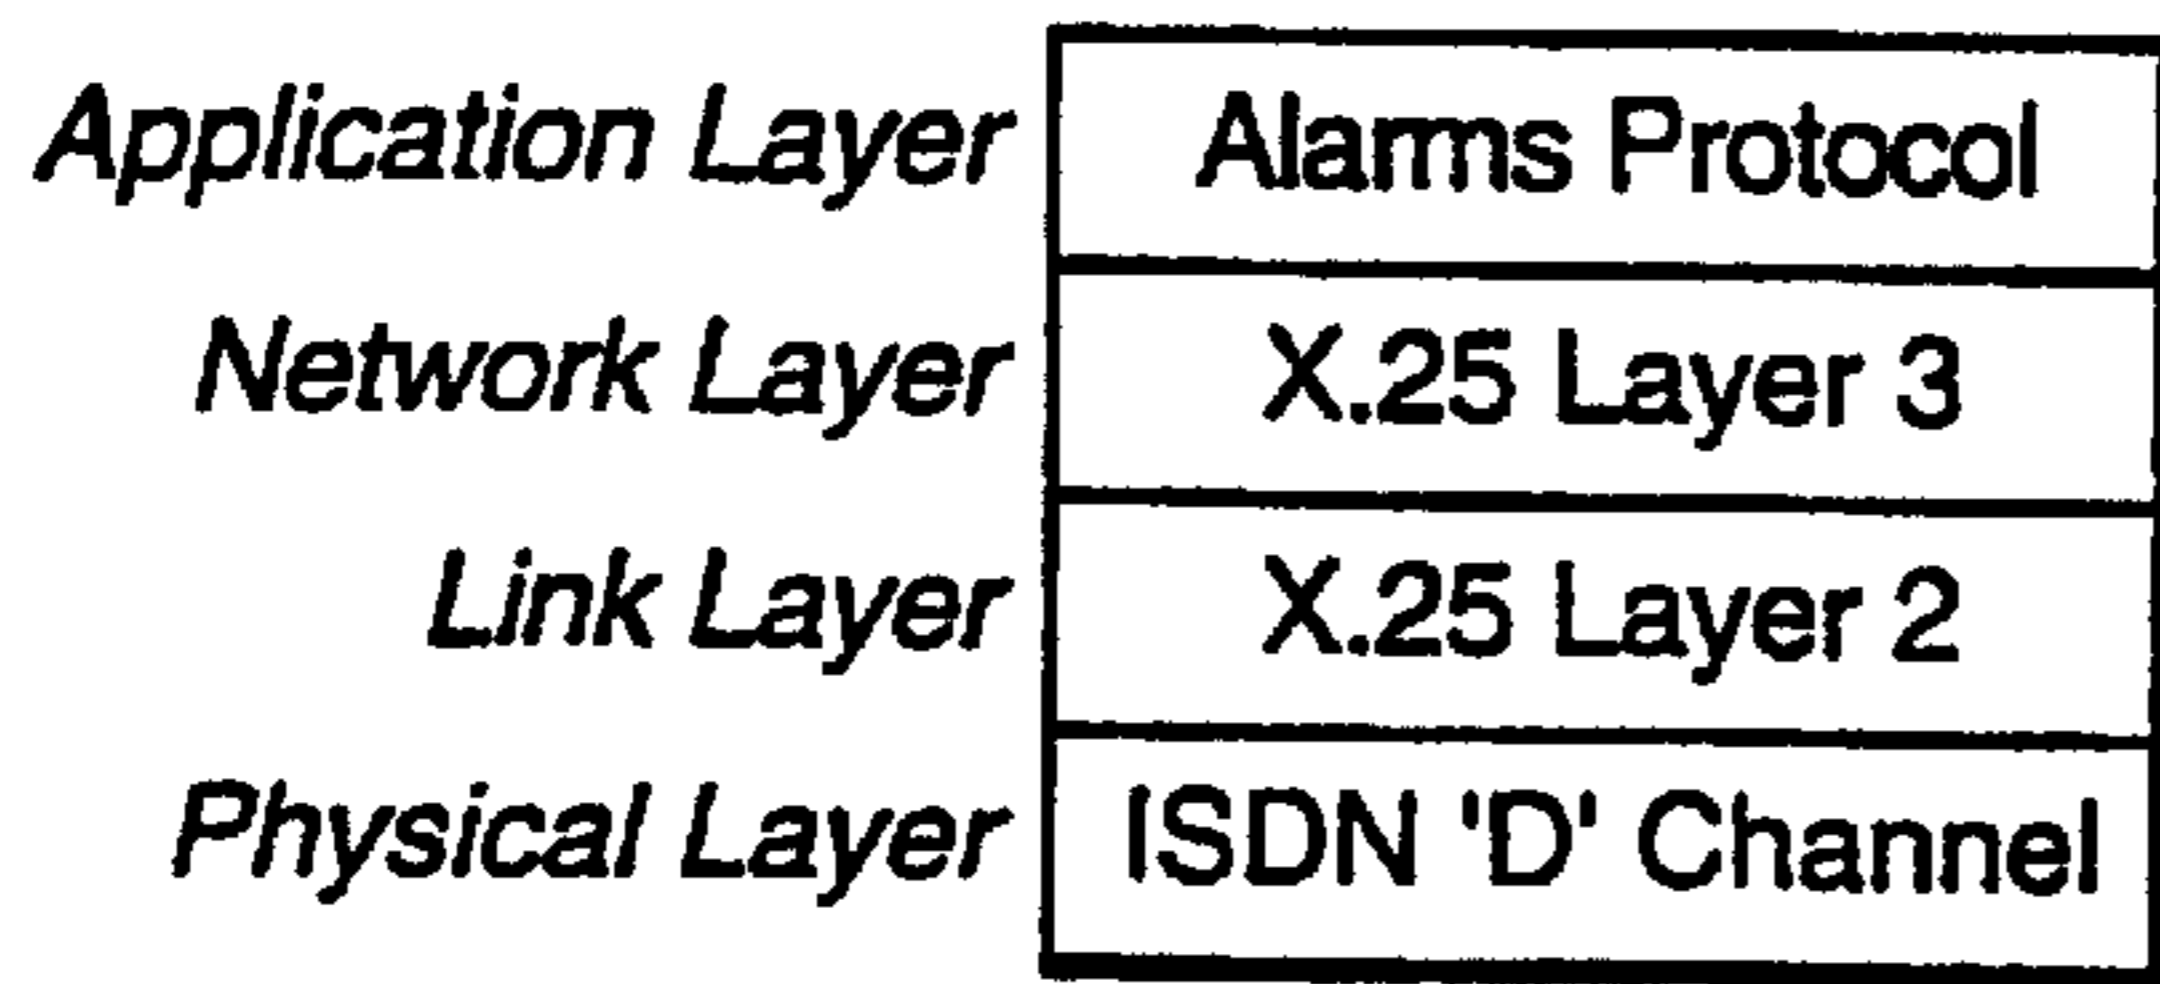 Application Layer Alarms Protocol
Network Layer X.25 Layer 3
Link Layer X.25 Layer 2
Physical Layer ISDN 'D' Channel